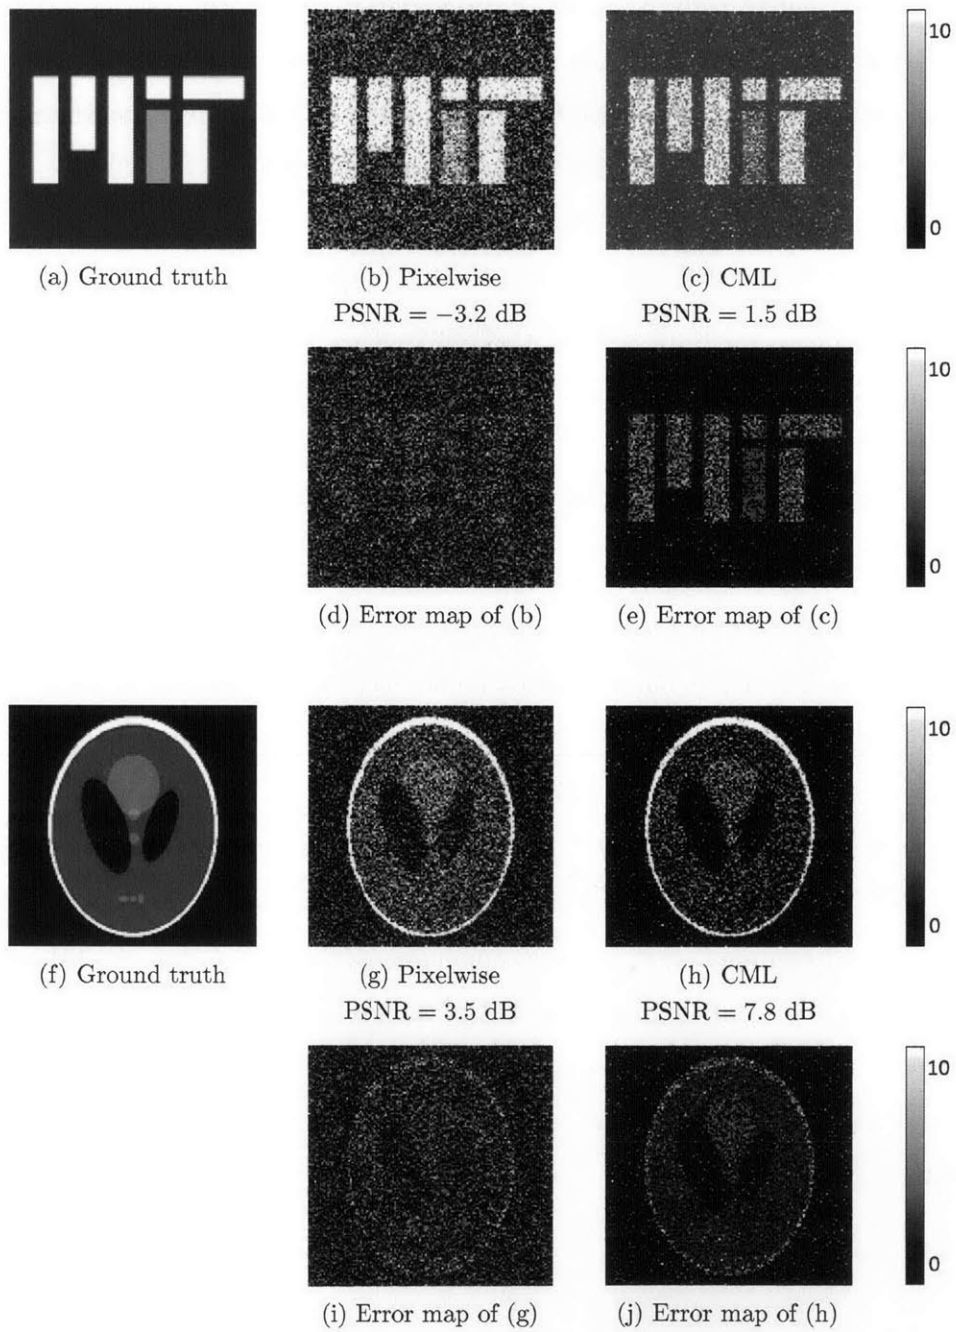 10
0
(a) Ground truth
(b) Pixelwise
PSNR = −3.2 dB
(c) CML
PSNR = 1.5 dB
10
0
(d) Error map of (b)
(e) Error map of (c)
10
0
(f) Ground truth
(g) Pixelwise
PSNR = 3.5 dB
(h) CML
PSNR = 7.8 dB
10
0
(i) Error map of (g)
(j) Error map of (h)